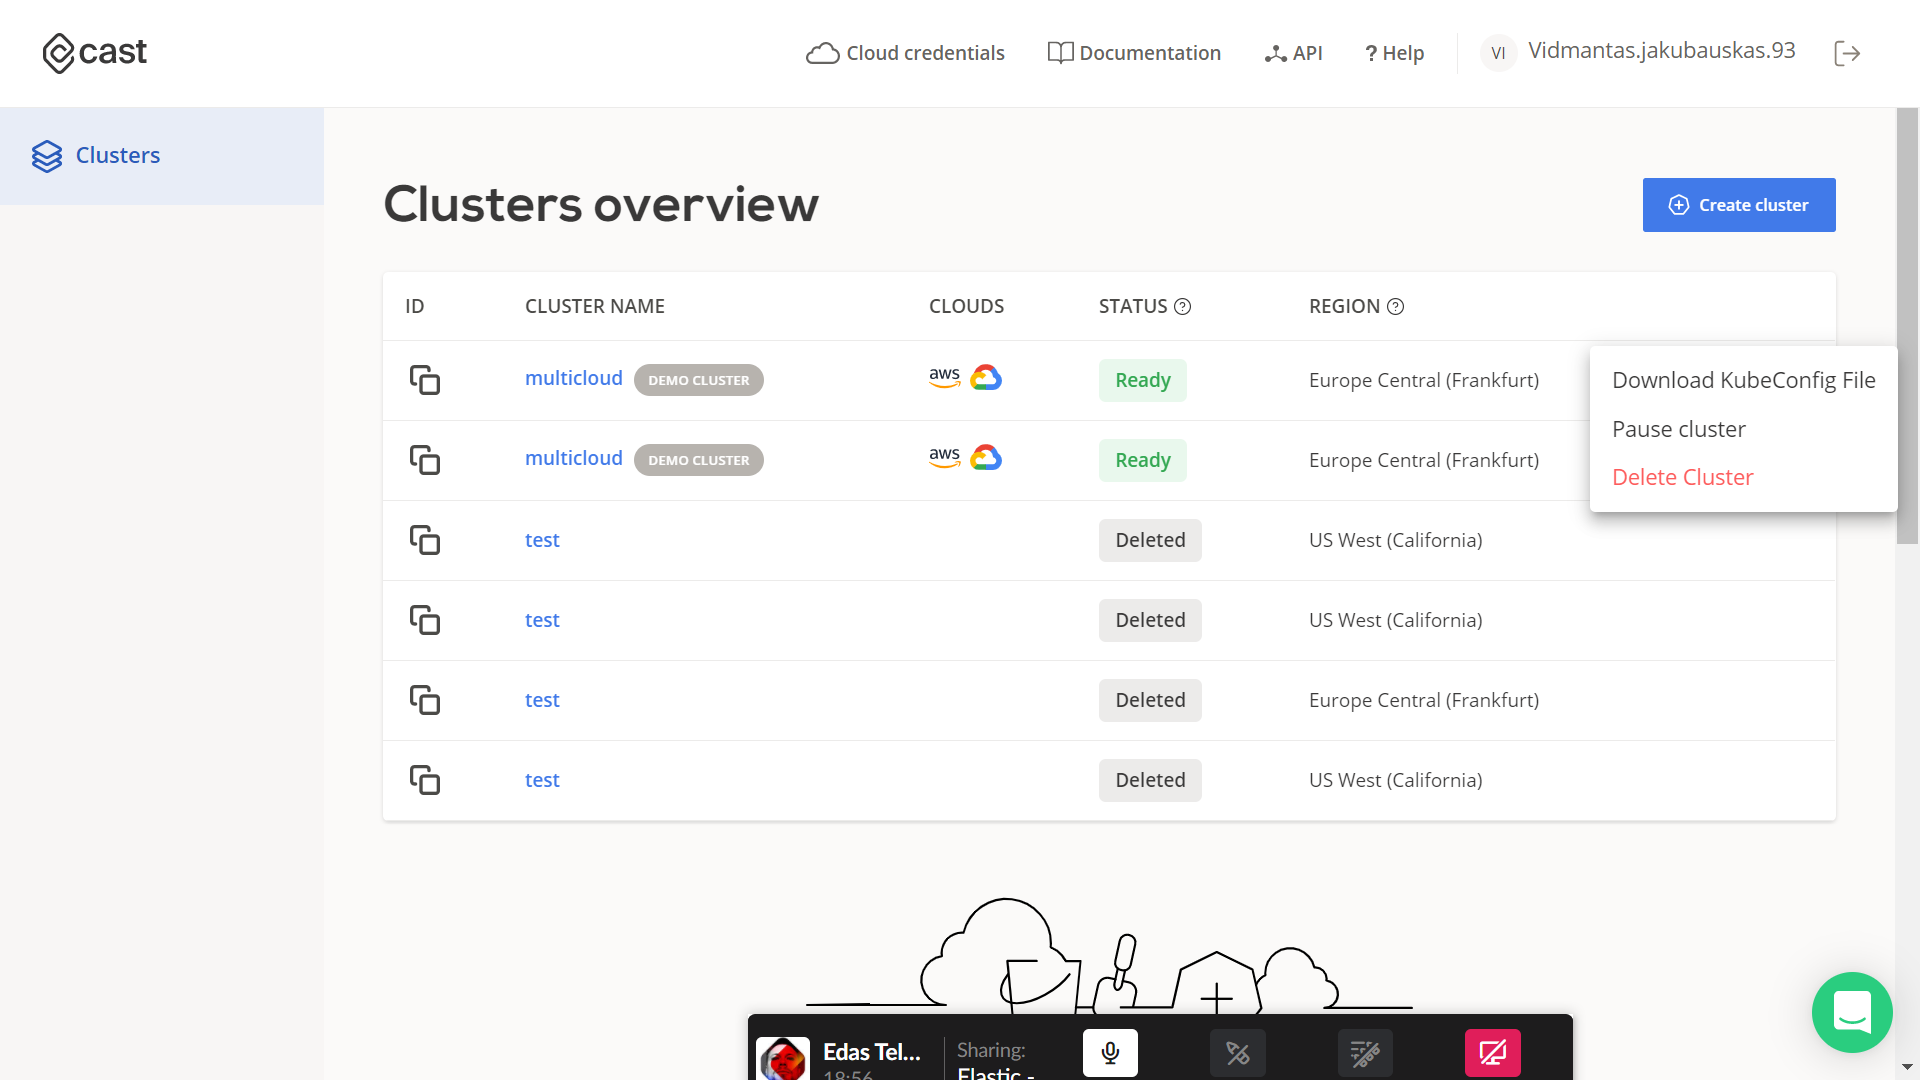 cast
Cloud credentials
Documentation
API
? Help
VI
Vidmantas.jakubauskas.93
Clusters
Clusters overview
Create cluster
ID CLUSTER NAME CLOUDS STATUS ? REGION ?
multicloud DEMO CLUSTER aws Ready Europe Central (Frankfurt)
multicloud DEMO CLUSTER aws Ready Europe Central (Frankfurt)
test Deleted US West (California)
test Deleted US West (California)
test Deleted Europe Central (Frankfurt)
test Deleted US West (California)
Download KubeConfig File
Pause cluster
Delete Cluster
Edas Tel...
18:56
Sharing:
Elastic -